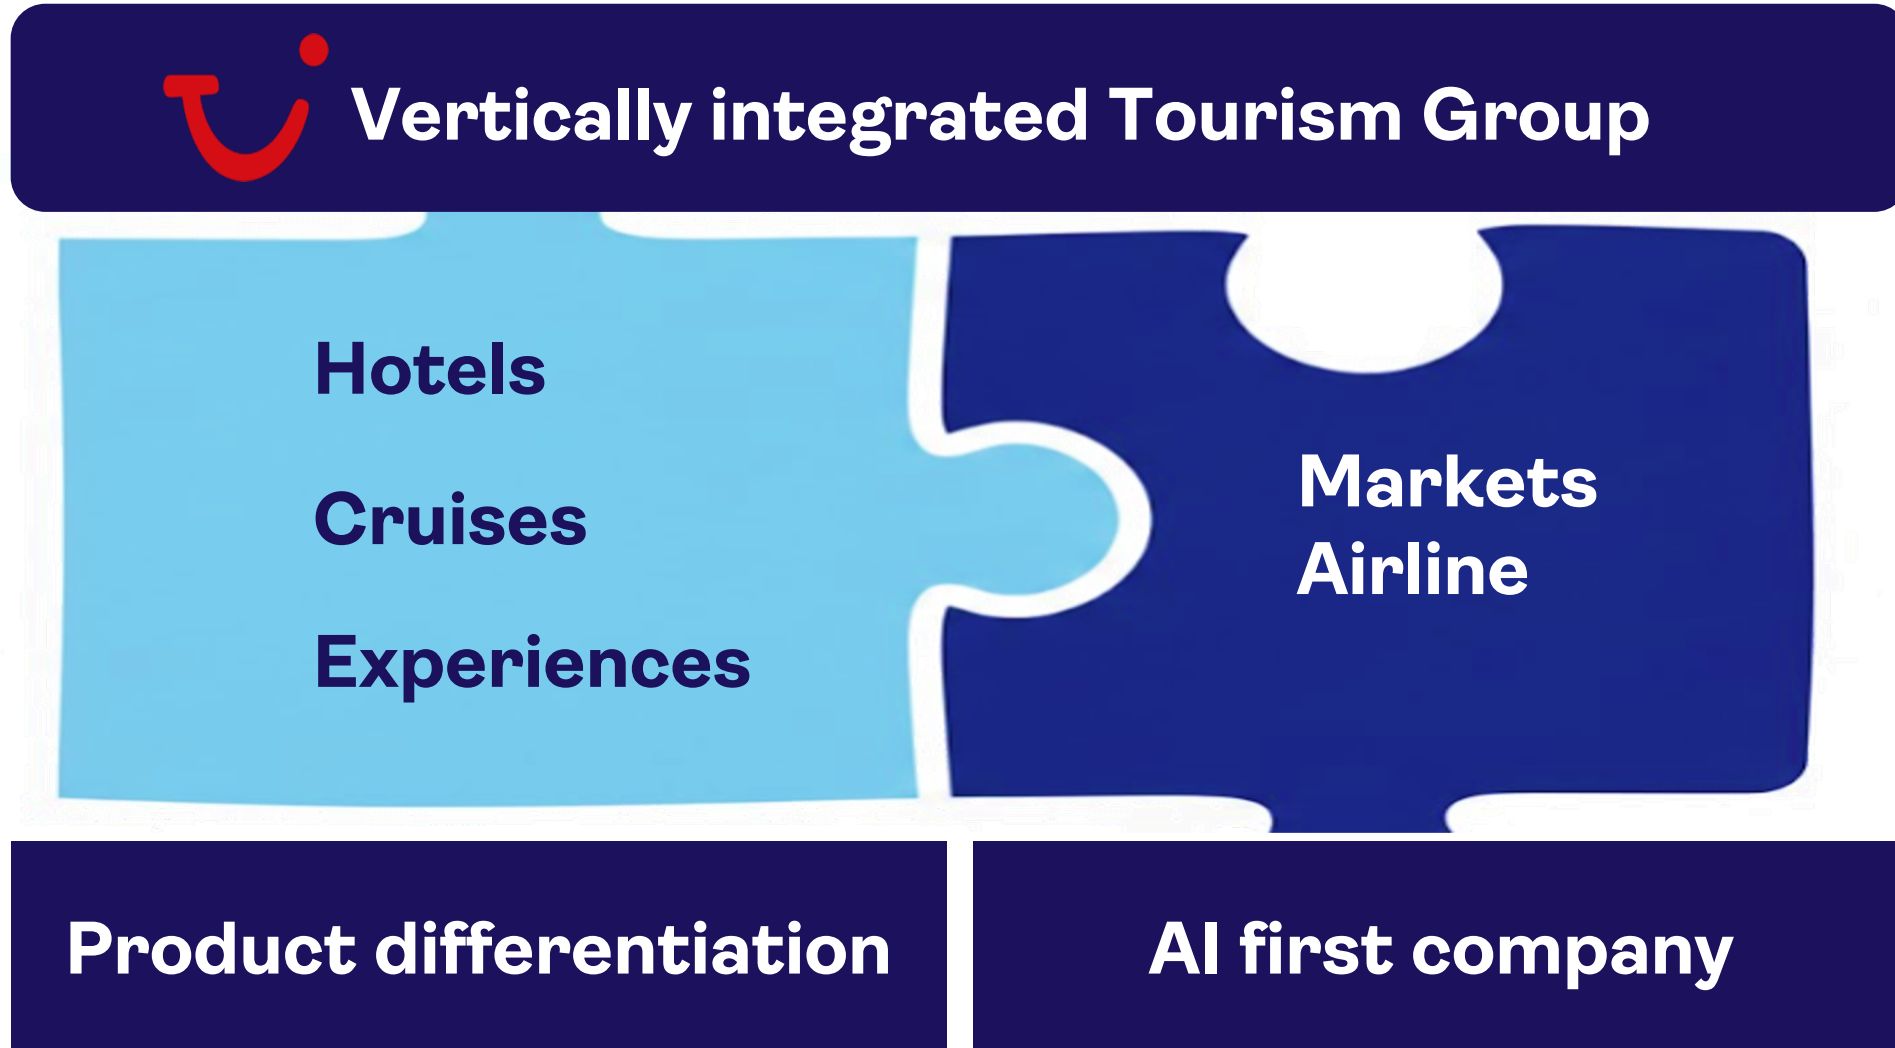 Vertically integrated Tourism Group
Hotels
Cruises
Experiences
Markets
Airline
Product differentiation
AI first company